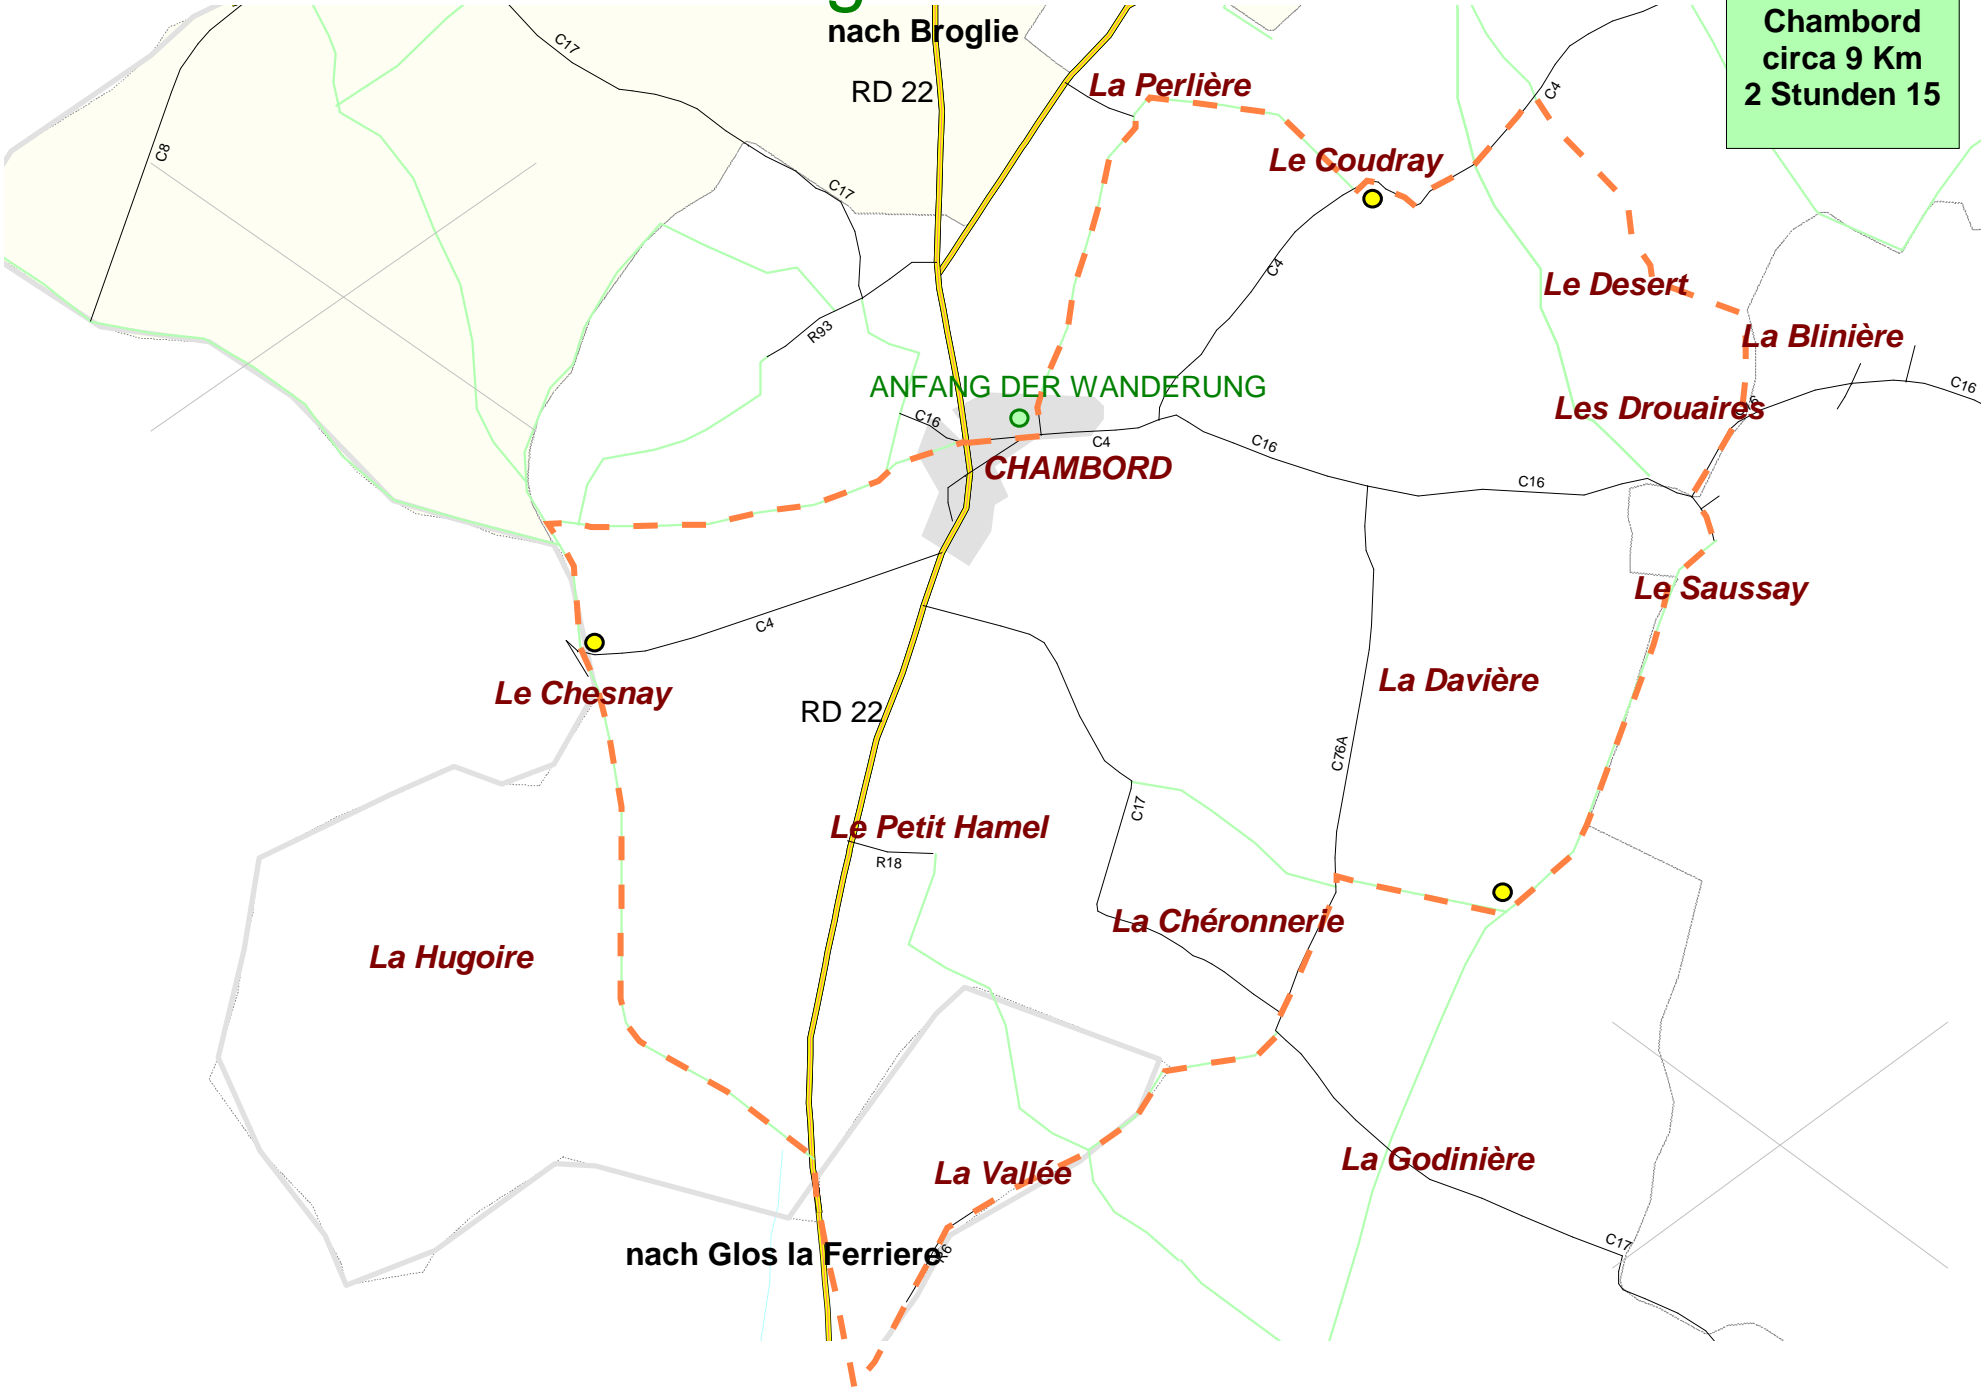 g
nach Broglie
Chambord
circa 9 Km
2 Stunden 15
C17
RD 22
La Perlière
C4
C8
Le Coudray
C17
C4
Le Desert
R93
La Blinière
ANFANG DER WANDERUNG
C16
C16
Les Drouaires
C4
C16
CHAMBORD
C16
Le Saussay
C4
Le Chesnay
La Davière
RD 22
C76A
C17
Le Petit Hamel
R18
La Chéronnerie
La Hugoire
La Vallée
La Godinière
C17
nach Glos la Ferriere
R6